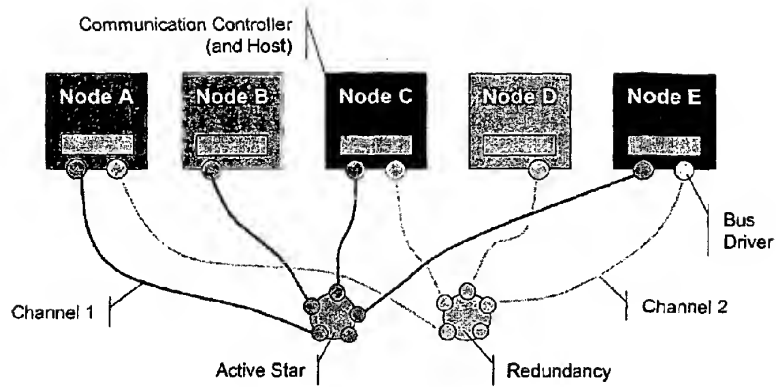 Communication Controller
(and Host)
Node A
Node B
Node C
Node D
Node E
Bus
Driver
Channel 1
Channel 2
Active Star
Redundancy